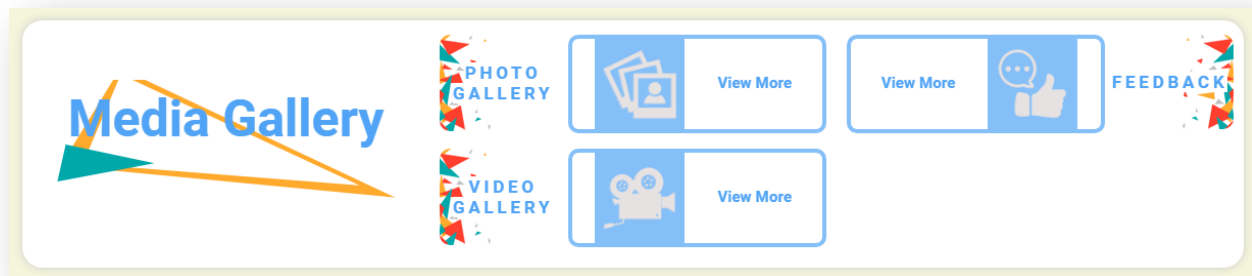 Media Gallery
PHOTO
GALLERY
View More
View More
FEEDBACK
VIDEO
GALLERY
View More